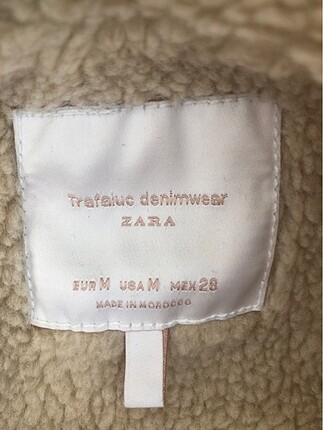 Trafaluc denimwear
ZARA
EUR M USA M MEX 28
MADE IN MOROCCO